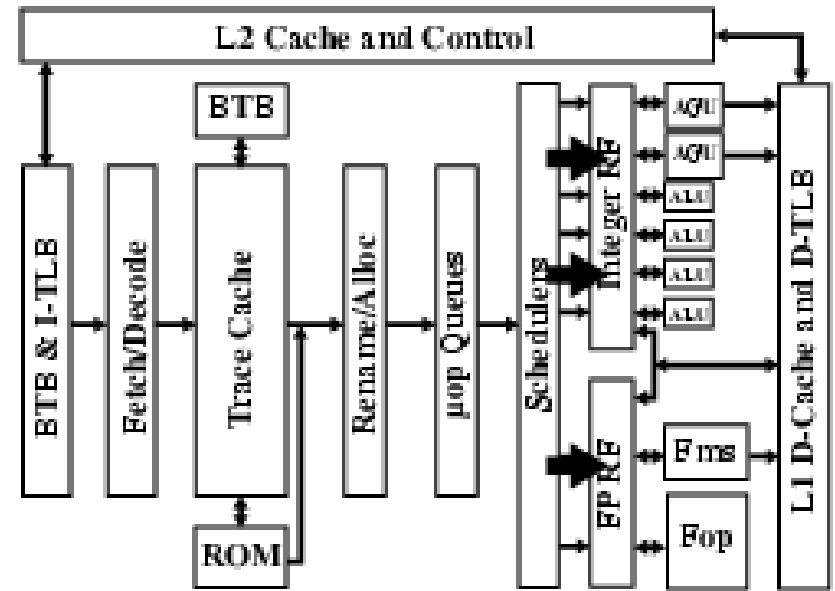 L2 Cache and Control
BTB
BTB & I-TLB
Fetch/Decode
Trace Cache
ROM
Rename/Alloc
µop Queues
Schedulers
Integer RF
FP RF
AGU
AGU
ALU
ALU
ALU
ALU
Fms
Fop
L1 D-Cache and D-TLB